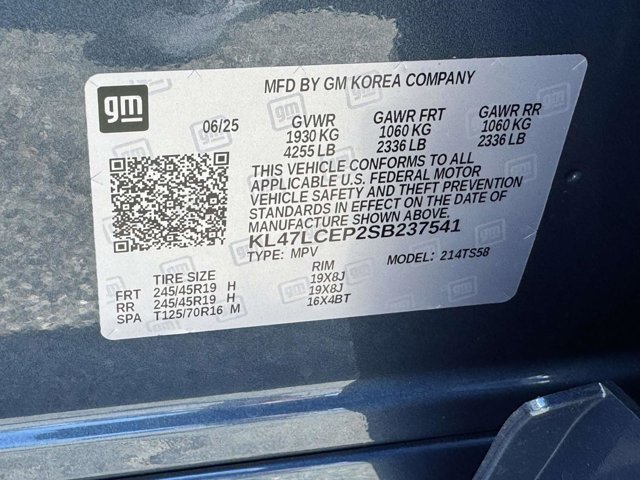 gm
MFD BY GM KOREA COMPANY
06/25 GVWR GAWR FRT GAWR RR
1930 KG 1060 KG 1060 KG
4255 LB 2336 LB 2336 LB
THIS VEHICLE CONFORMS TO ALL
APPLICABLE U.S. FEDERAL MOTOR
VEHICLE SAFETY AND THEFT PREVENTION
STANDARDS IN EFFECT ON THE DATE OF
MANUFACTURE SHOWN ABOVE.
KL47LCEP2SB237541
TYPE: MPV MODEL: 214TS58
TIRE SIZE RIM
FRT 245/45R19 H 19X8J
RR 245/45R19 H 19X8J
SPA T125/70R16 M 16X4BT